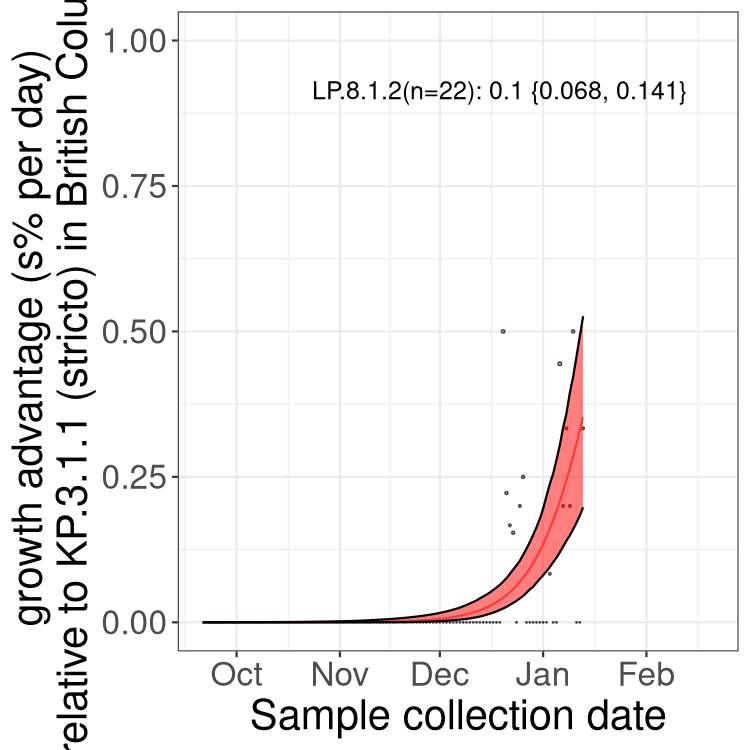 growth advantage (s% per day)
relative to KP.3.1.1 (stricto) in British Colu
1.00
0.75
0.50
0.25
0.00
LP.8.1.2(n=22): 0.1 {0.068, 0.141}
Oct Nov Dec Jan Feb
Sample collection date